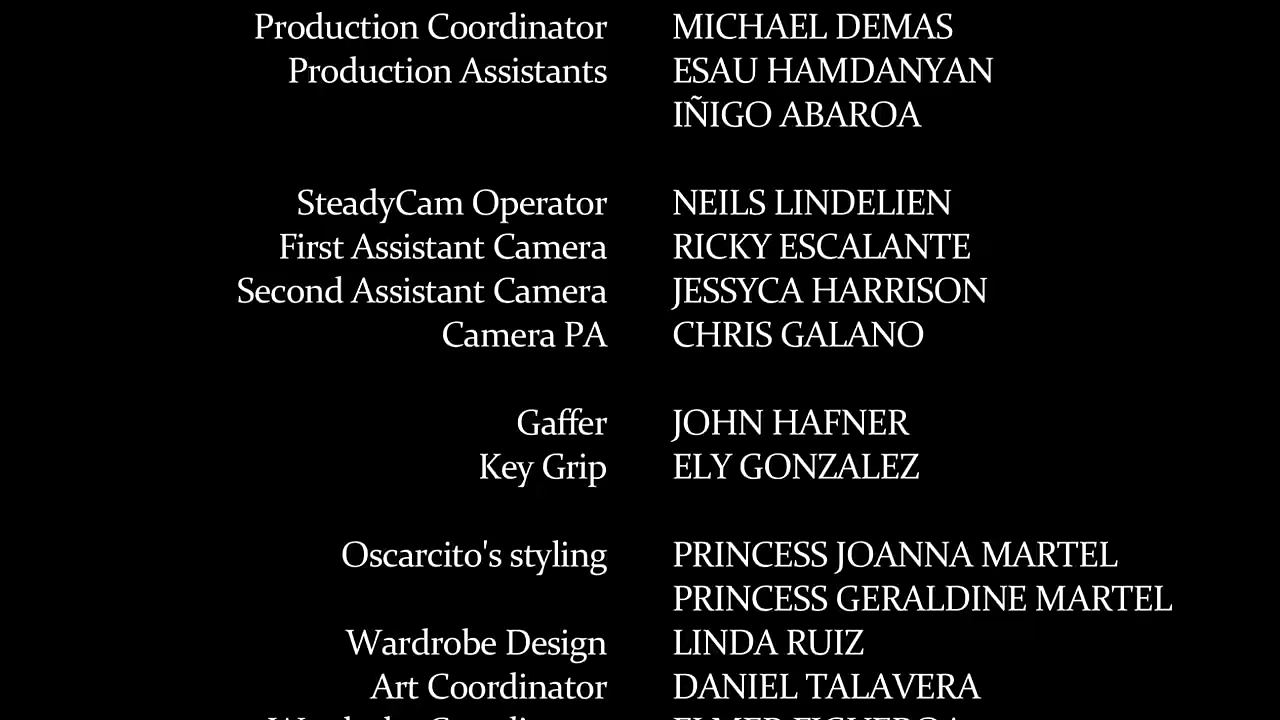 Production Coordinator MICHAEL DEMAS
Production Assistants ESAU HAMDANYAN
IÑIGO ABAROA
SteadyCam Operator NEILS LINDELIEN
First Assistant Camera RICKY ESCALANTE
Second Assistant Camera JESSYCA HARRISON
Camera PA CHRIS GALANO
Gaffer JOHN HAFNER
Key Grip ELY GONZALEZ
Oscarcito's styling PRINCESS JOANNA MARTEL
PRINCESS GERALDINE MARTEL
Wardrobe Design LINDA RUIZ
Art Coordinator DANIEL TALAVERA